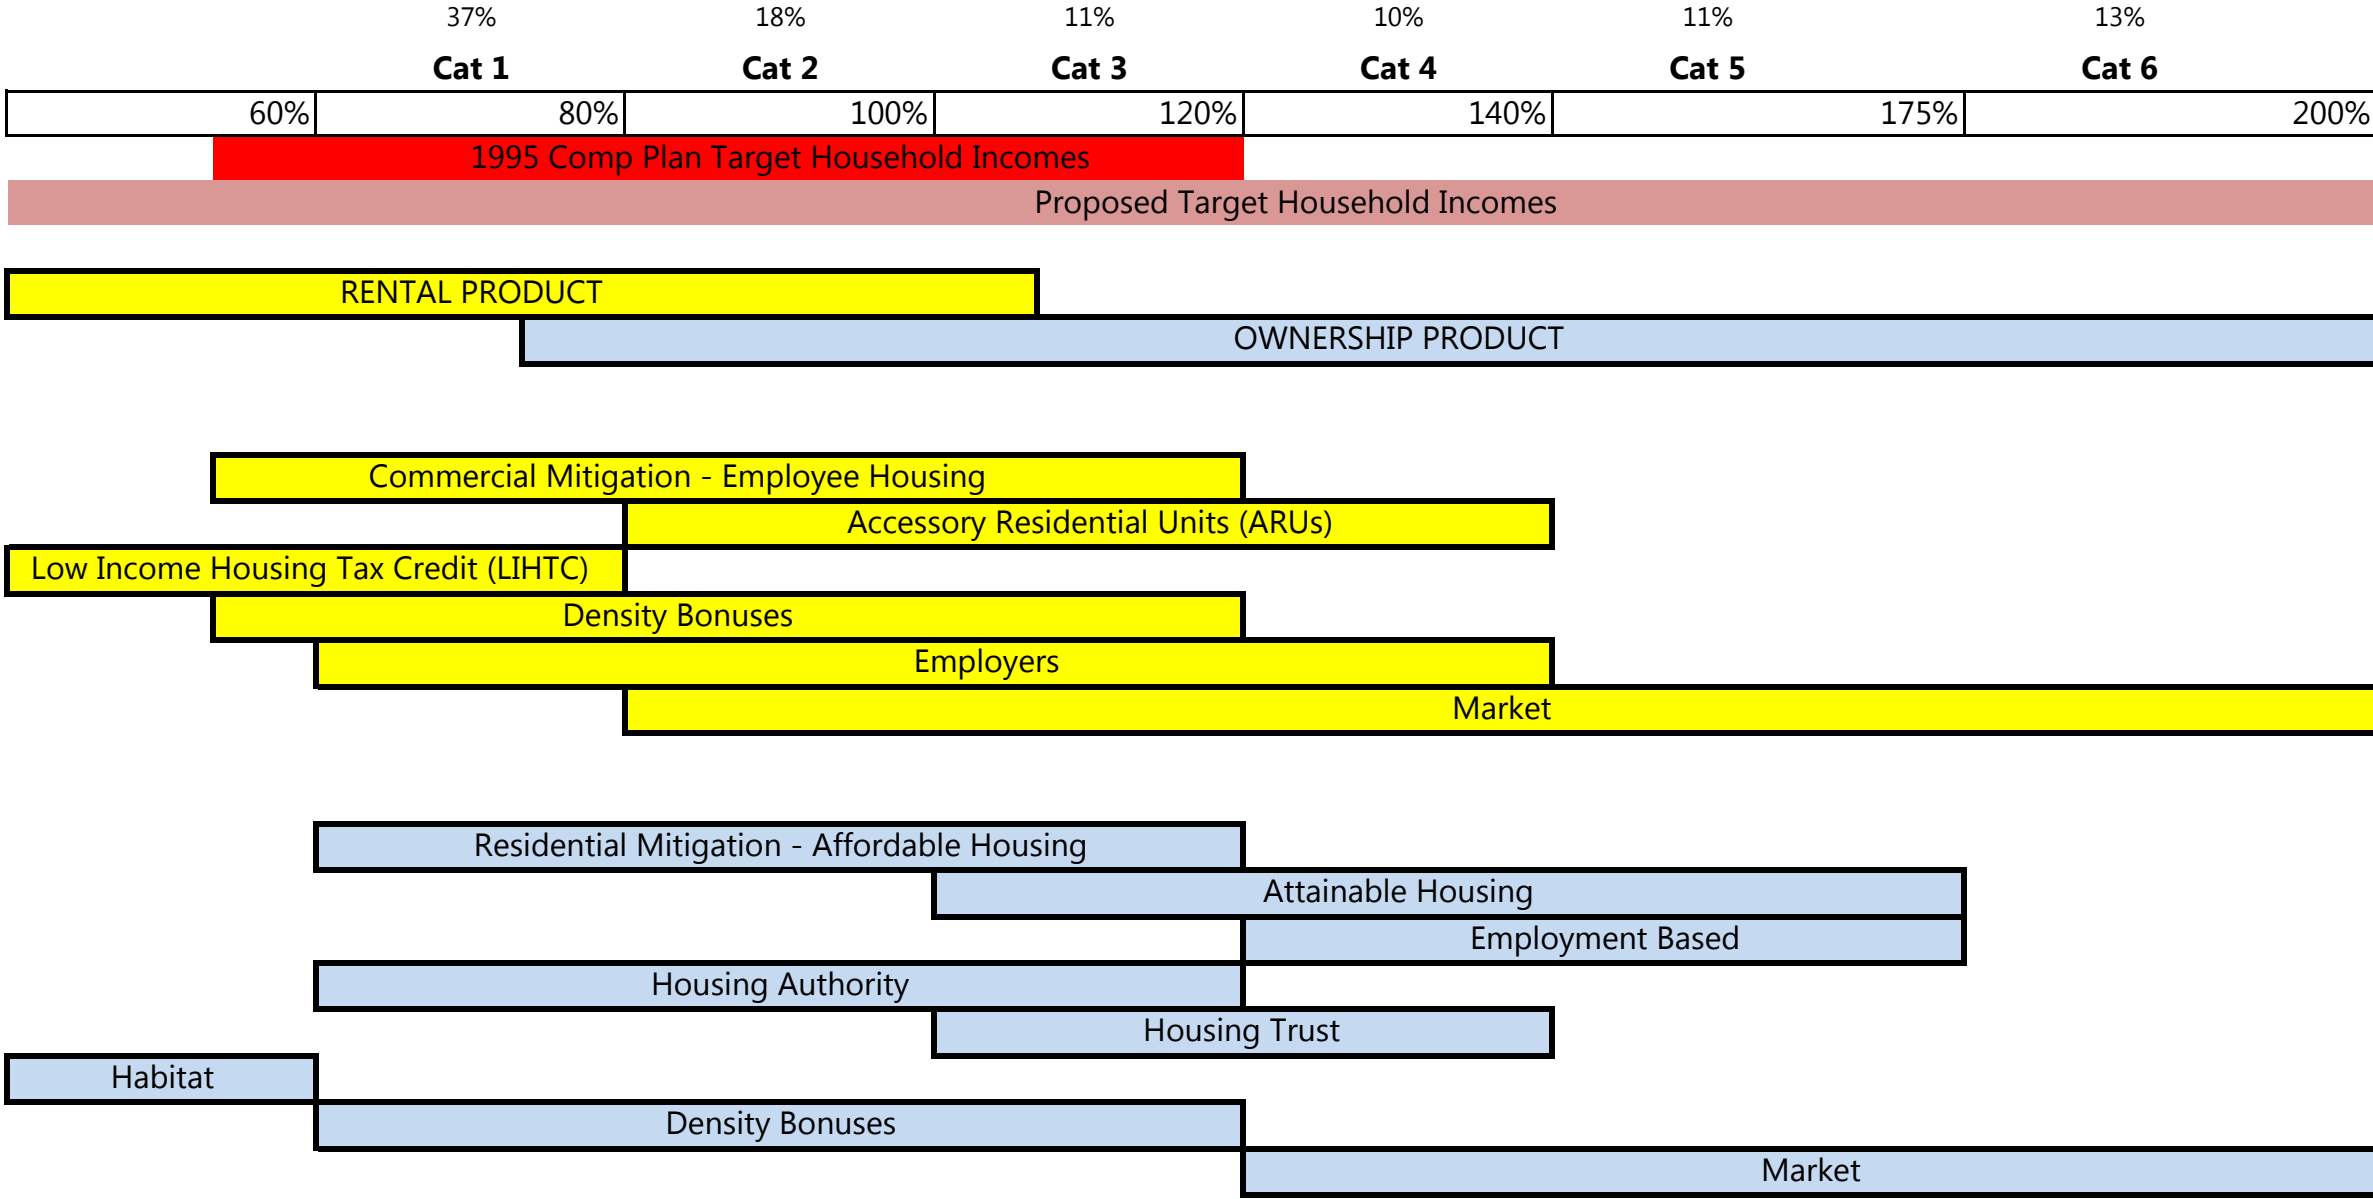 37% 18% 11% 10% 11% 13%
Cat 1 Cat 2 Cat 3 Cat 4 Cat 5 Cat 6
60% 80% 100% 120% 140% 175% 200%
1995 Comp Plan Target Household Incomes
Proposed Target Household Incomes
RENTAL PRODUCT
OWNERSHIP PRODUCT
Commercial Mitigation - Employee Housing
Accessory Residential Units (ARUs)
Low Income Housing Tax Credit (LIHTC)
Density Bonuses
Employers
Market
Residential Mitigation - Affordable Housing
Attainable Housing
Employment Based
Housing Authority
Housing Trust
Habitat
Density Bonuses
Market